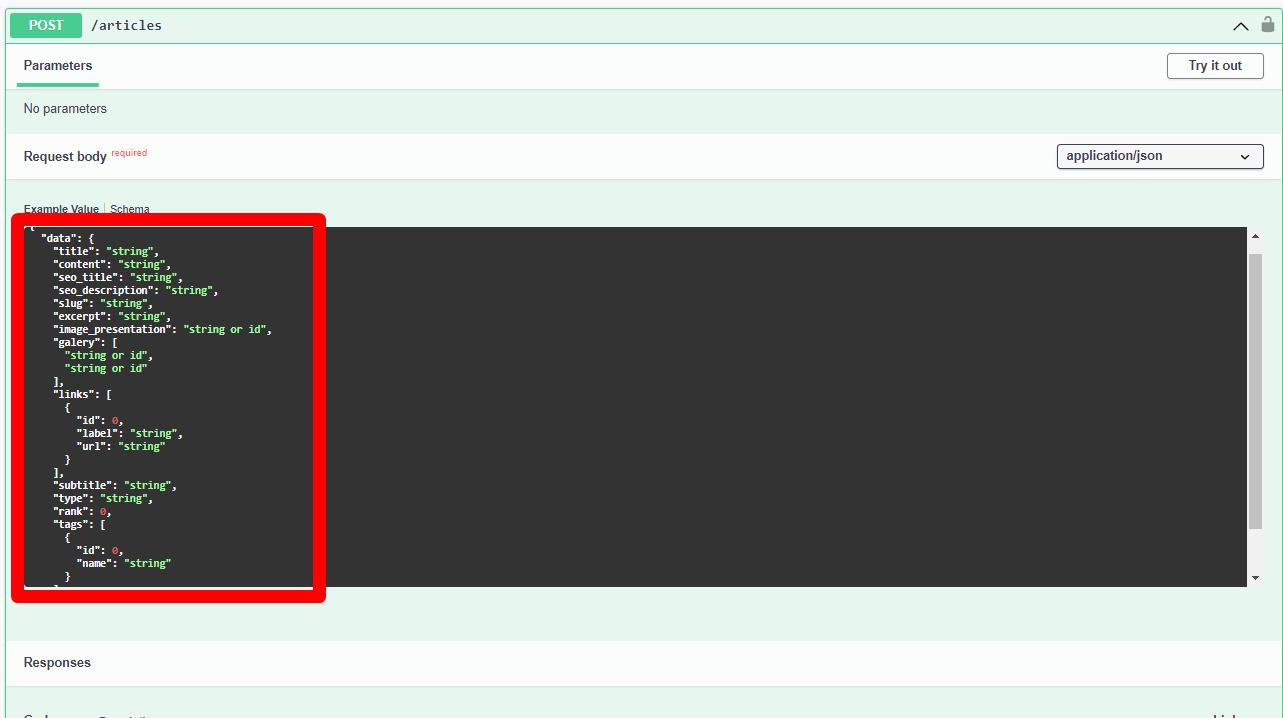 POST /articles
Parameters
Try it out
No parameters
Request body required
application/json
Example Value Schema
{
"data": {
"title": "string",
"content": "string",
"seo_title": "string",
"seo_description": "string",
"slug": "string",
"excerpt": "string",
"image_presentation": "string or id",
"galery": [
"string or id",
"string or id"
],
"links": [
{
"id": 0,
"label": "string",
"url": "string"
}
],
"subtitle": "string",
"type": "string",
"rank": 0,
"tags": [
{
"id": 0,
"name": "string"
}
Responses